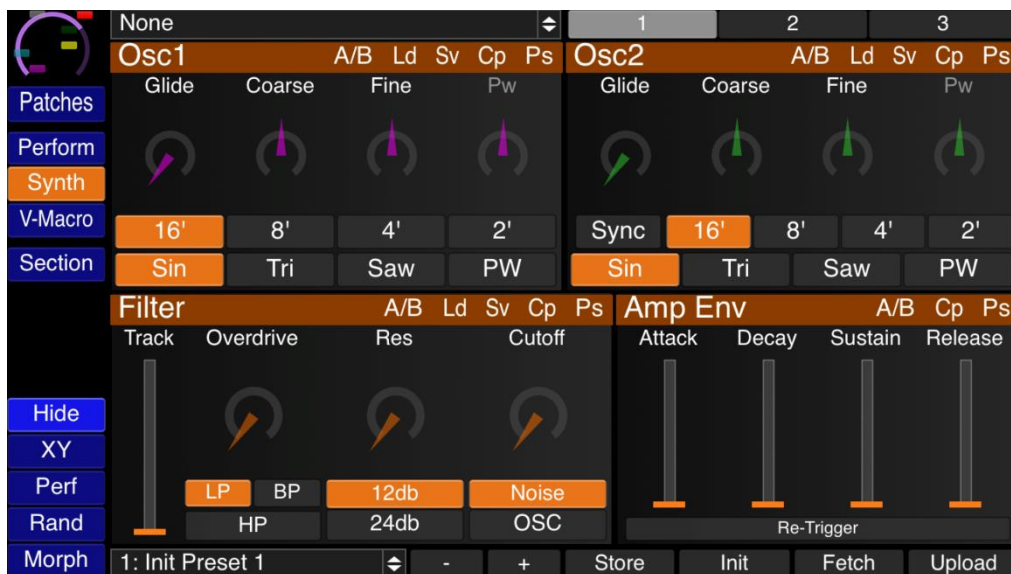 None 1 2 3
Osc1 A/B Ld Sv Cp Ps Osc2 A/B Ld Sv Cp Ps
Glide Coarse Fine Pw Glide Coarse Fine Pw
Patches
Perform
Synth
V-Macro
16' 8' 4' 2' Sync 16' 8' 4' 2'
Section
Sin Tri Saw PW Sin Tri Saw PW
Filter A/B Ld Sv Cp Ps Amp Env A/B Cp Ps
Track Overdrive Res Cutoff Attack Decay Sustain Release
Hide
XY
Perf
LP BP 12db Noise
Rand
HP 24db OSC Re-Trigger
Morph 1: Init Preset 1 - + Store Init Fetch Upload